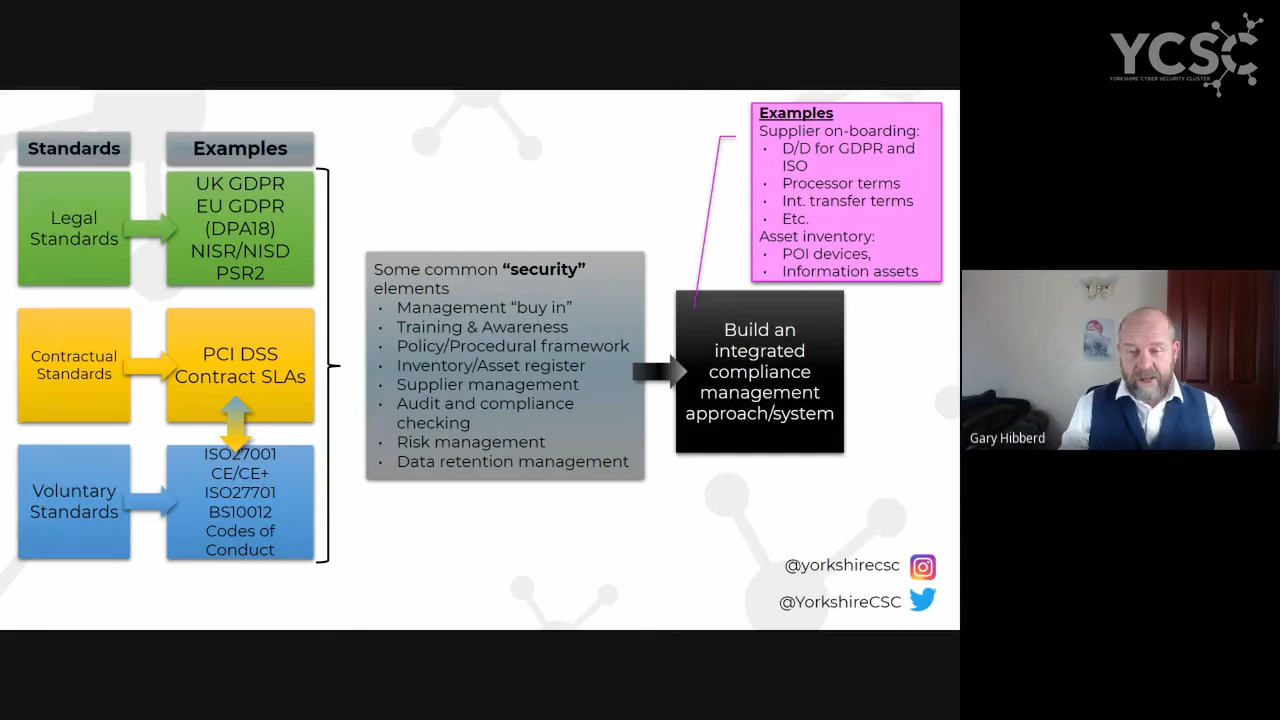 YCSC
YORKSHIRE CYBER SECURITY CLUSTER
Standards
Examples
Legal
Standards
UK GDPR
EU GDPR
(DPA18)
NISR/NISD
PSR2
Contractual
Standards
PCI DSS
Contract SLAs
Voluntary
Standards
ISO27001
CE/CE+
ISO27701
BS10012
Codes of
Conduct
Some common “security”
elements
• Management “buy in”
• Training & Awareness
• Policy/Procedural framework
• Inventory/Asset register
• Supplier management
• Audit and compliance
checking
• Risk management
• Data retention management
Build an
integrated
compliance
management
approach/system
Examples
Supplier on-boarding:
• D/D for GDPR and
ISO
• Processor terms
• Int. transfer terms
• Etc.
Asset inventory:
• POI devices,
• Information assets
@yorkshirecsc
@YorkshireCSC
Gary Hibberd